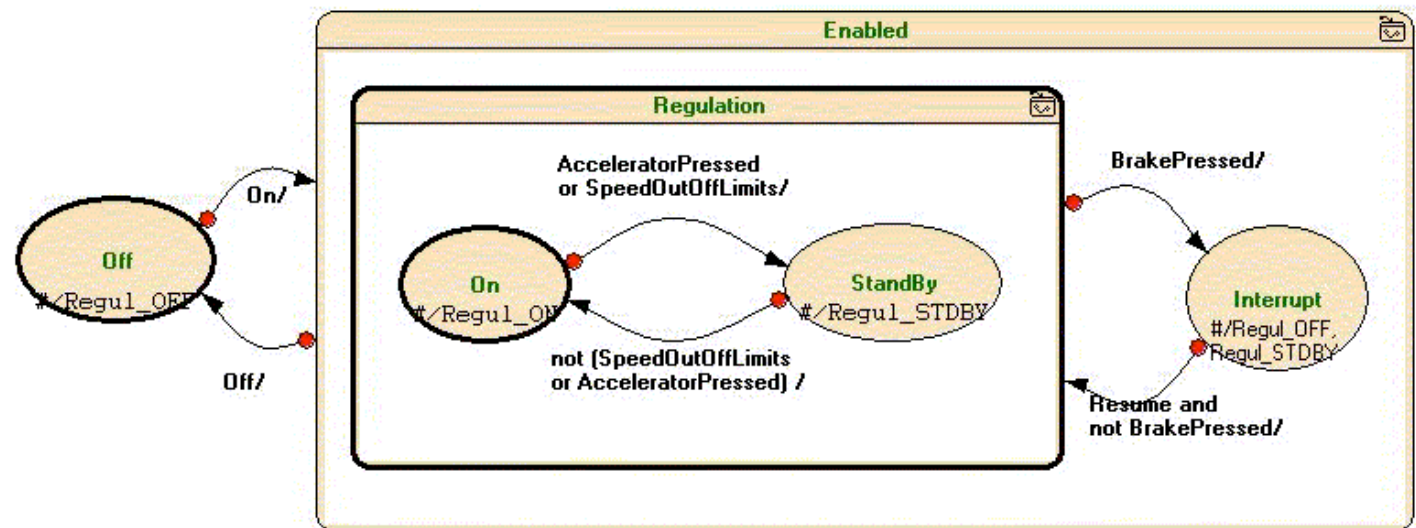 Enabled
Regulation
AcceleratorPressed
or SpeedOutOffLimits/
BrakePressed/
On/
Off
#/Regul_OFF
On
#/Regul_ON
StandBy
#/Regul_STDBY
Interrupt
#/Regul_OFF,
Regul_STDBY
not (SpeedOutOffLimits
or AcceleratorPressed) /
Off/
Resume and
not BrakePressed/